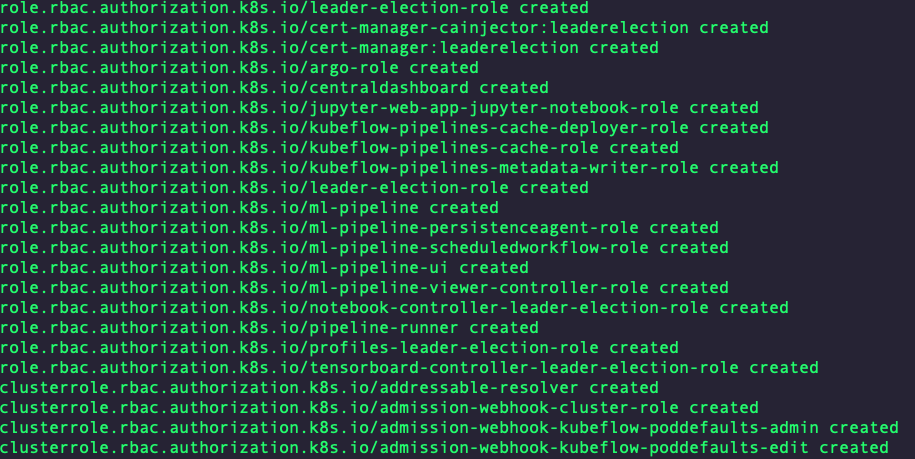 role.rbac.authorization.k8s.io/leader-election-role created
role.rbac.authorization.k8s.io/cert-manager-cainjector:leaderelection created
role.rbac.authorization.k8s.io/cert-manager:leaderelection created
role.rbac.authorization.k8s.io/argo-role created
role.rbac.authorization.k8s.io/centraldashboard created
role.rbac.authorization.k8s.io/jupyter-web-app-jupyter-notebook-role created
role.rbac.authorization.k8s.io/kubeflow-pipelines-cache-deployer-role created
role.rbac.authorization.k8s.io/kubeflow-pipelines-cache-role created
role.rbac.authorization.k8s.io/kubeflow-pipelines-metadata-writer-role created
role.rbac.authorization.k8s.io/leader-election-role created
role.rbac.authorization.k8s.io/ml-pipeline created
role.rbac.authorization.k8s.io/ml-pipeline-persistenceagent-role created
role.rbac.authorization.k8s.io/ml-pipeline-scheduledworkflow-role created
role.rbac.authorization.k8s.io/ml-pipeline-ui created
role.rbac.authorization.k8s.io/ml-pipeline-viewer-controller-role created
role.rbac.authorization.k8s.io/notebook-controller-leader-election-role created
role.rbac.authorization.k8s.io/pipeline-runner created
role.rbac.authorization.k8s.io/profiles-leader-election-role created
role.rbac.authorization.k8s.io/tensorboard-controller-leader-election-role created
clusterrole.rbac.authorization.k8s.io/addressable-resolver created
clusterrole.rbac.authorization.k8s.io/admission-webhook-cluster-role created
clusterrole.rbac.authorization.k8s.io/admission-webhook-kubeflow-poddefaults-admin created
clusterrole.rbac.authorization.k8s.io/admission-webhook-kubeflow-poddefaults-edit created